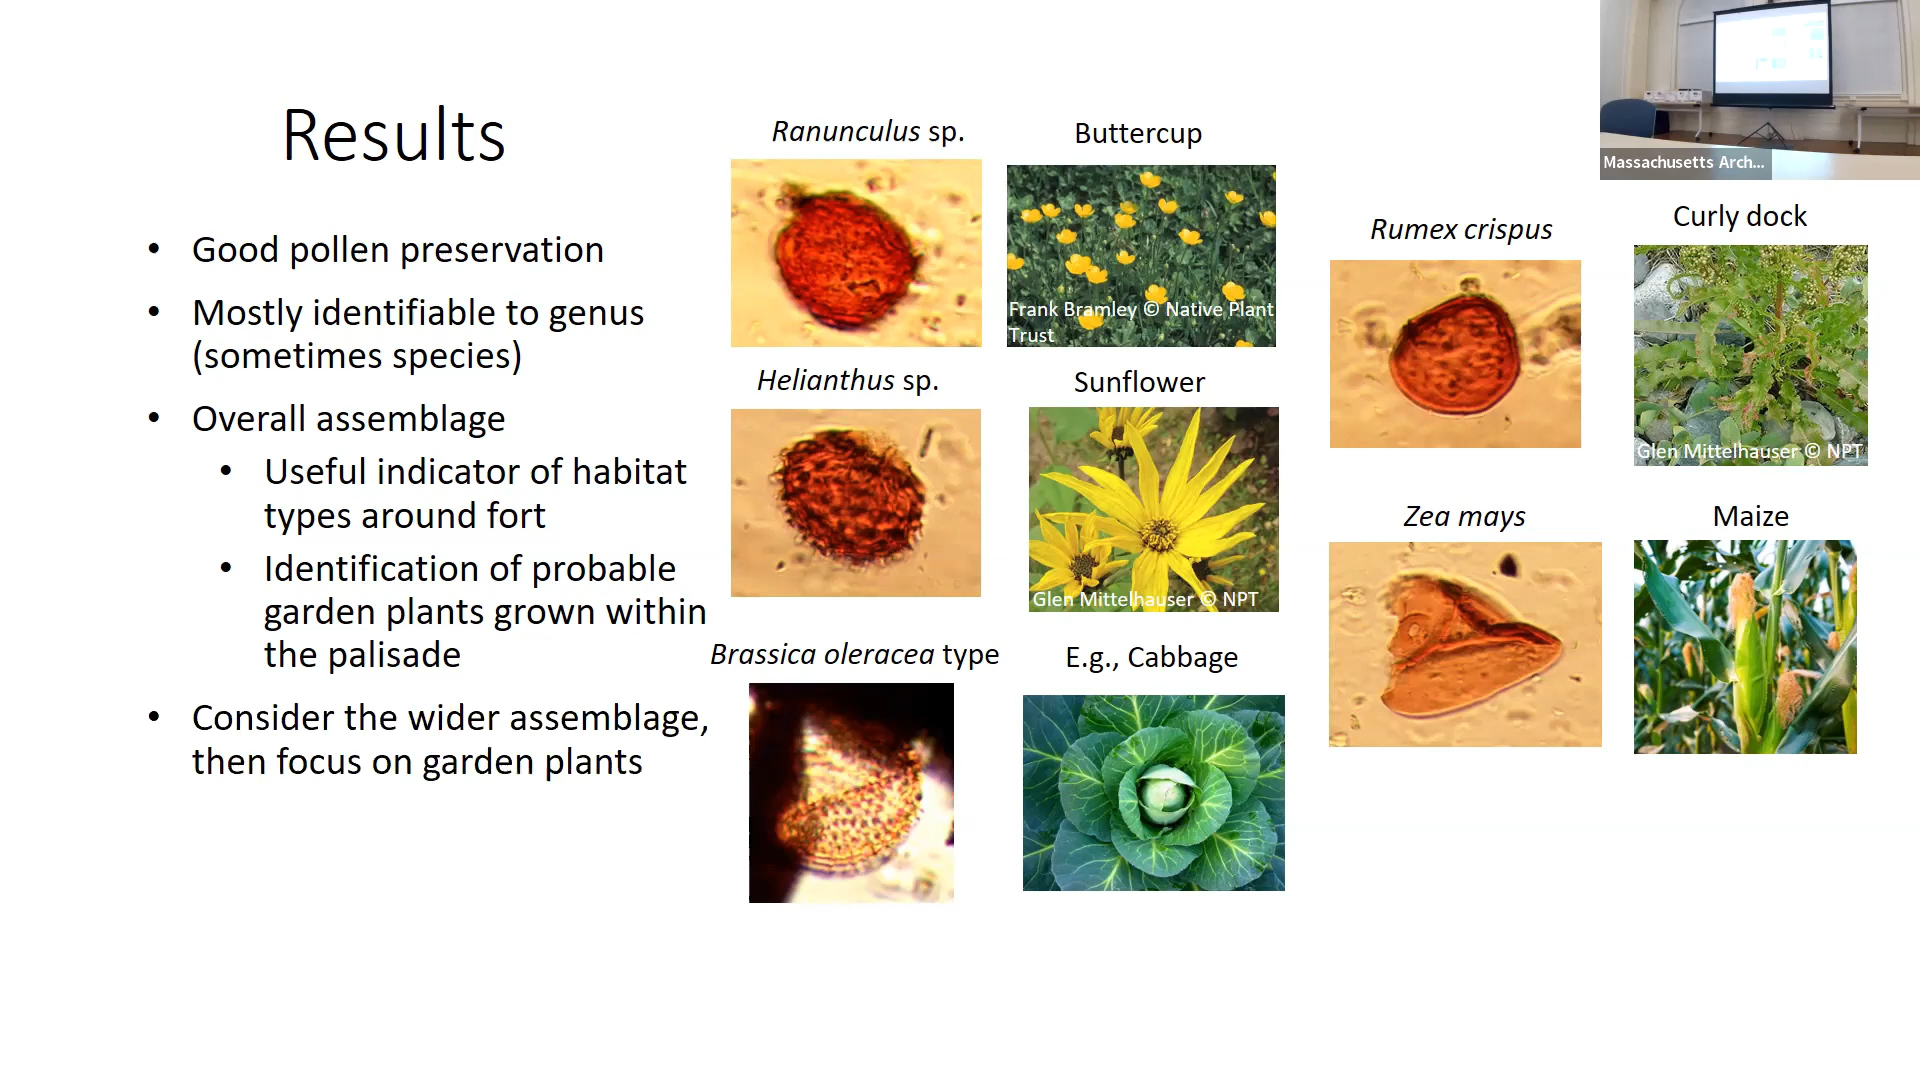 Results
• Good pollen preservation
• Mostly identifiable to genus
(sometimes species)
• Overall assemblage
• Useful indicator of habitat
types around fort
• Identification of probable
garden plants grown within
the palisade
• Consider the wider assemblage,
then focus on garden plants
Ranunculus sp.
Buttercup
Frank Bramley © Native Plant
Trust
Helianthus sp.
Sunflower
Glen Mittelhauser © NPT
Brassica oleracea type
E.g., Cabbage
Massachusetts Arch...
Rumex crispus
Curly dock
Glen Mittelhauser © NPT
Zea mays
Maize